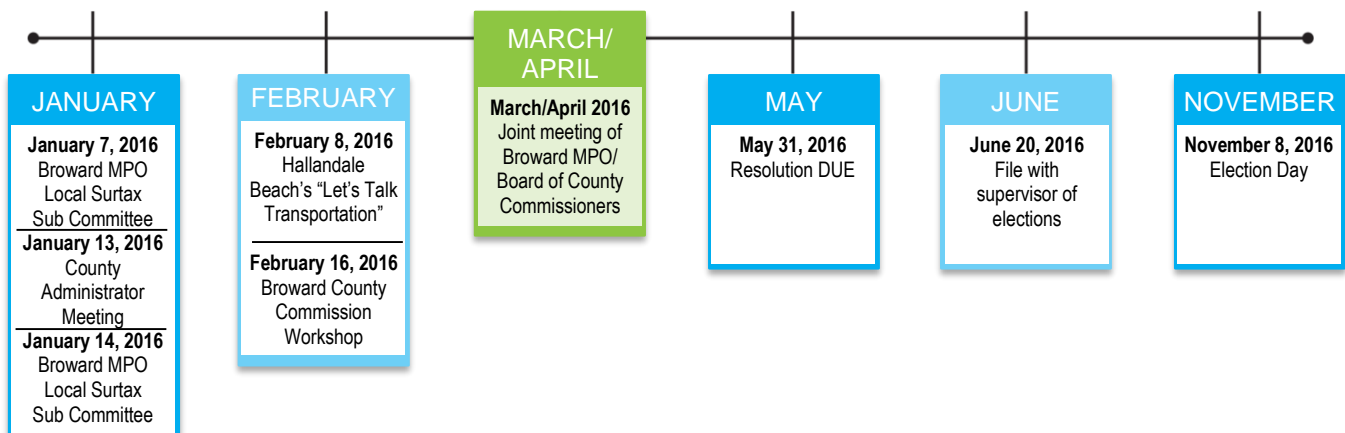 JANUARY
January 7, 2016
Broward MPO
Local Surtax
Sub Committee
January 13, 2016
County
Administrator
Meeting
January 14, 2016
Broward MPO
Local Surtax
Sub Committee
FEBRUARY
February 8, 2016
Hallandale
Beach's “Let's Talk
Transportation”
February 16, 2016
Broward County
Commission
Workshop
MARCH/
APRIL
March/April 2016
Joint meeting of
Broward MPO/
Board of County
Commissioners
MAY
May 31, 2016
Resolution DUE
JUNE
June 20, 2016
File with
supervisor of
elections
NOVEMBER
November 8, 2016
Election Day